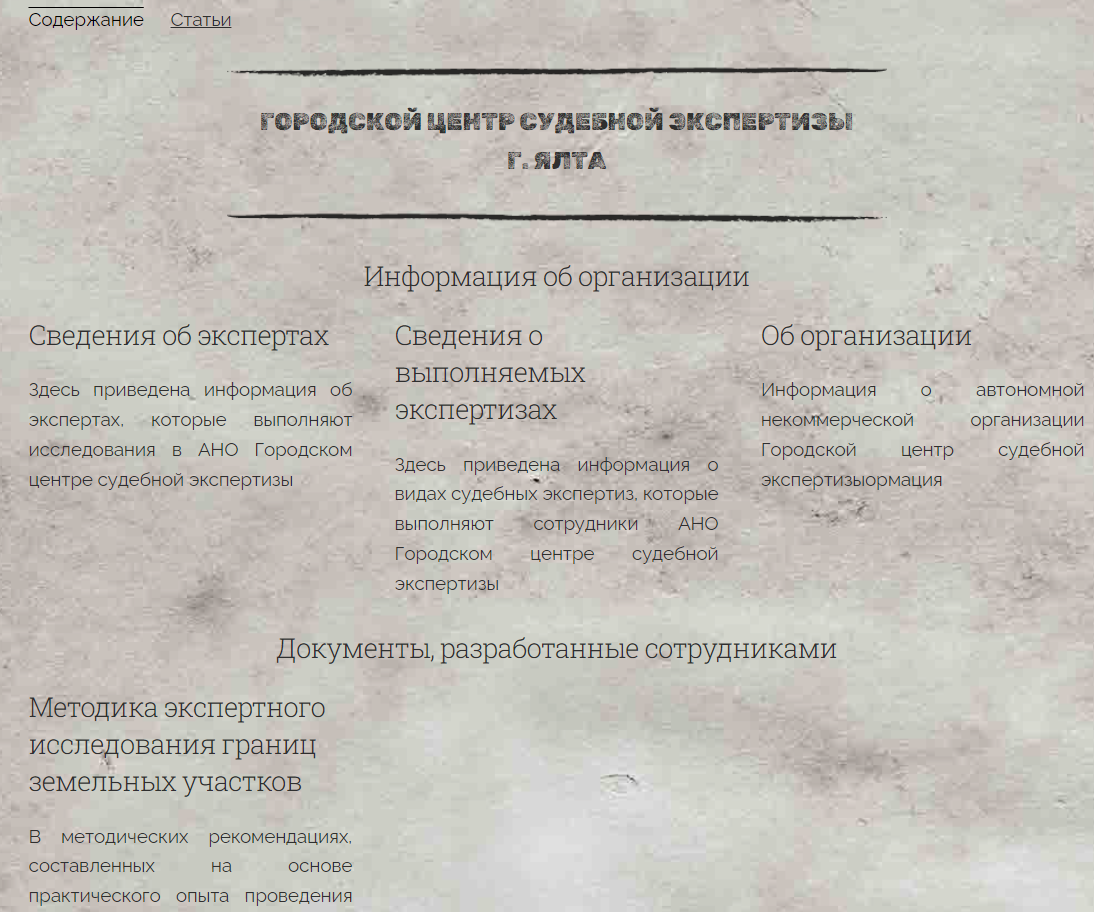 Содержание Статьи
ГОРОДСКОЙ ЦЕНТР СУДЕБНОЙ ЭКСПЕРТИЗЫ
Г. ЯЛТА
Информация об организации
Сведения об экспертах
Здесь приведена информация об
экспертах, которые выполняют
исследования в АНО Городском
центре судебной экспертизы
Сведения о
выполняемых
экспертизах
Здесь приведена информация о
видах судебных экспертиз, которые
выполняют сотрудники АНО
Городском центре судебной
экспертизы
Об организации
Информация о автономной
некоммерческой организации
Городской центр судебной
экспертизыормация
Документы, разработанные сотрудниками
Методика экспертного
исследования границ
земельных участков
В методических рекомендациях,
составленных на основе
практического опыта проведения